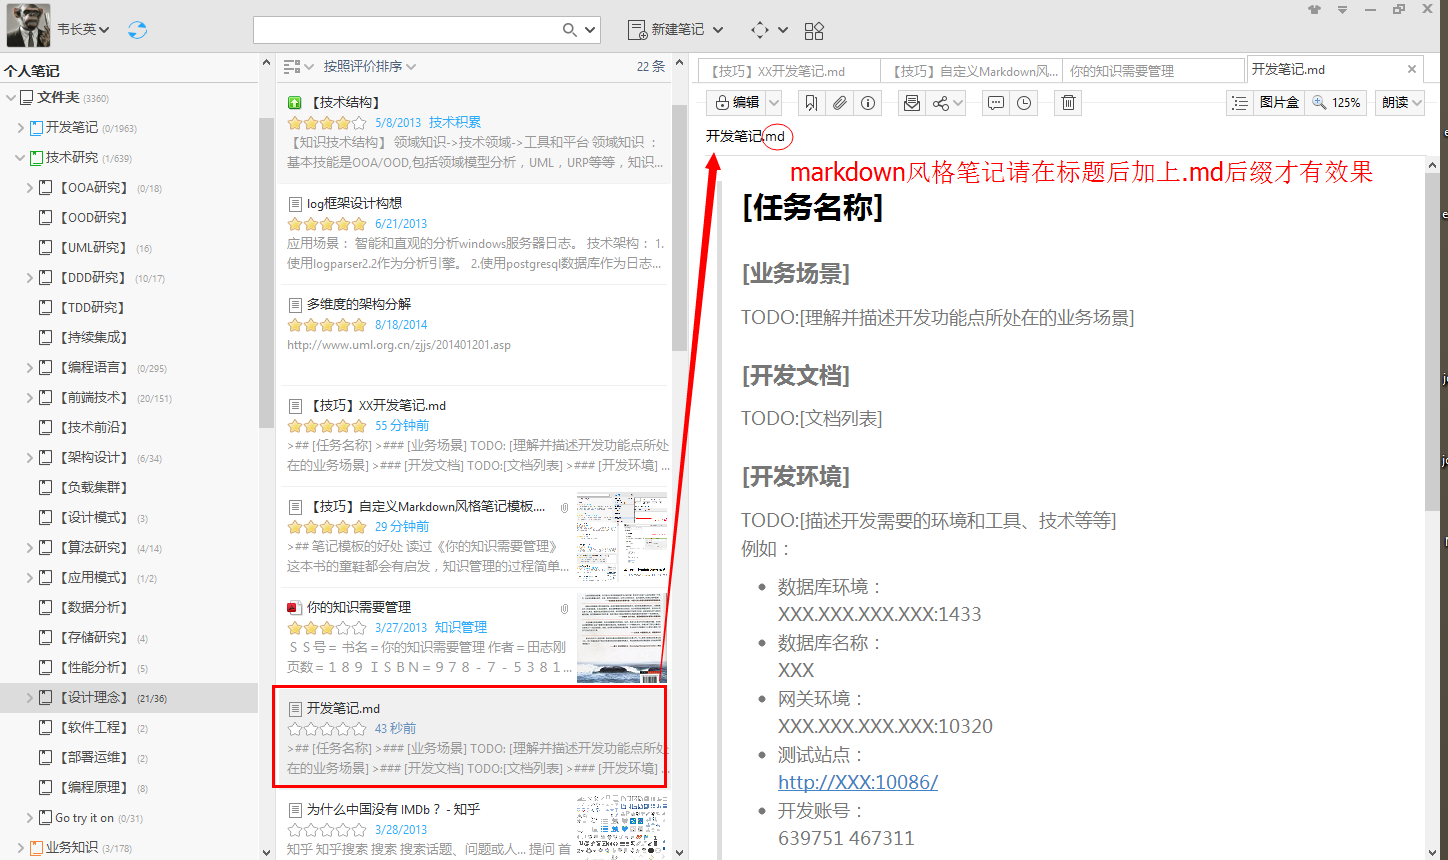 韦长英
新建笔记
个人笔记
文件夹 (3360)
开发笔记 (0/1963)
技术研究 (1/639)
【OOA研究】 (0/18)
【OOD研究】
【UML研究】 (16)
【DDD研究】 (10/17)
【TDD研究】
【持续集成】
【编程语言】 (0/295)
【前端技术】 (20/151)
【技术前沿】
【架构设计】 (6/34)
【负载集群】
【设计模式】 (3)
【算法研究】 (4/14)
【应用模式】 (1/2)
【数据分析】
【存储研究】 (4)
【性能分析】 (5)
【设计理念】 (21/36)
【软件工程】 (2)
【部署运维】 (2)
【编程原理】 (8)
Go try it on (0/31)
业务知识 (3/178)
按照评价排序
22 条
【技术结构】
5/8/2013 技术积累
【知识技术结构】 领域知识->技术领域->工具和平台 领域知识 ：
基本技能是OOA/OOD,包括领域模型分析，UML，URP等等，知识...
log框架设计构想
6/21/2013
应用场景： 智能和直观的分析windows服务器日志。 技术架构： 1.
使用logparser2.2作为分析引擎。 2.使用postgresql数据库作为日志...
多维度的架构分解
8/18/2014
http://www.uml.org.cn/zjjs/201401201.asp
【技巧】XX开发笔记.md
55 分钟前
>## [任务名称] >### [业务场景] TODO: [理解并描述开发功能点所处
在的业务场景] >### [开发文档] TODO:[文档列表] >### [开发环境] ...
【技巧】自定义Markdown风格笔记模板....
29 分钟前
>## 笔记模板的好处 读过《你的知识需要管理》
这本书的童鞋都会有启发，知识管理的过程简单...
你的知识需要管理
3/27/2013 知识管理
ＳＳ号＝ 书名＝你的知识需要管理 作者＝田志刚
页数＝１８９ ＩＳＢＮ＝９７８－７－５３８１...
开发笔记.md
43 秒前
>## [任务名称] >### [业务场景] TODO: [理解并描述开发功能点所处
在的业务场景] >### [开发文档] TODO:[文档列表] >### [开发环境] ...
为什么中国没有 IMDb？ - 知乎
3/28/2013
知乎 知乎搜索 搜索 搜索话题、问题或人... 提问 首
【技巧】XX开发笔记.md
【技巧】自定义Markdown风...
你的知识需要管理
开发笔记.md
编辑
图片盒
125%
朗读
开发笔记.md
markdown风格笔记请在标题后加上.md后缀才有效果
[任务名称]
[业务场景]
TODO:[理解并描述开发功能点所处在的业务场景]
[开发文档]
TODO:[文档列表]
[开发环境]
TODO:[描述开发需要的环境和工具、技术等等]
例如：
数据库环境：
XXX.XXX.XXX.XXX:1433
数据库名称：
XXX
网关环境：
XXX.XXX.XXX.XXX:10320
测试站点：
http://XXX:10086/
开发账号：
639751 467311